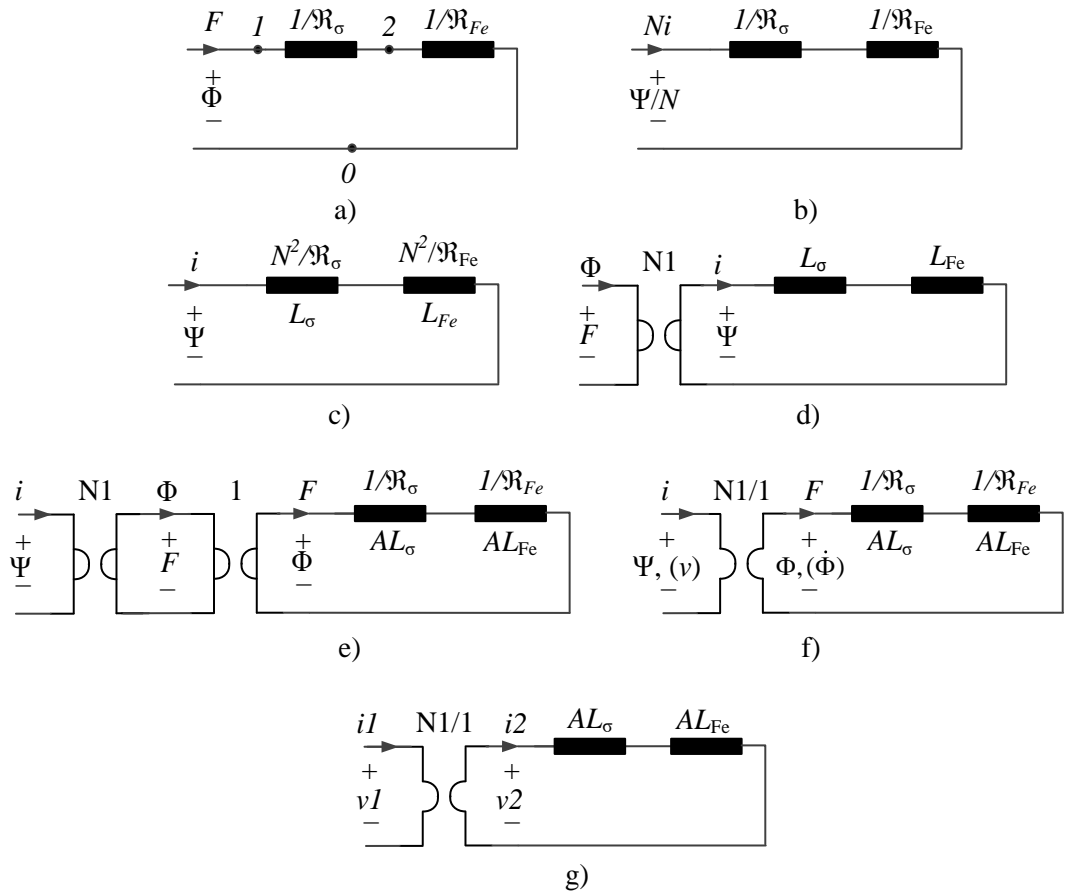 F 1 1/ℜσ 2 1/ℜFe
+
Φ
−
0
a)
Ni 1/ℜσ 1/ℜFe
+
Ψ/N
−
b)
i N²/ℜσ N²/ℜFe
+
Ψ
−
Lσ LFe
c)
Φ N1 i Lσ LFe
+ +
F Ψ
− −
d)
i N1 Φ 1 F 1/ℜσ 1/ℜFe
+ + +
Ψ F Φ
− − −
ALσ ALFe
e)
i N1/1 F 1/ℜσ 1/ℜFe
+ +
Ψ, (v) Φ, (Φ̇)
− −
ALσ ALFe
f)
i1 N1/1 i2 ALσ ALFe
+ +
v1 v2
− −
g)